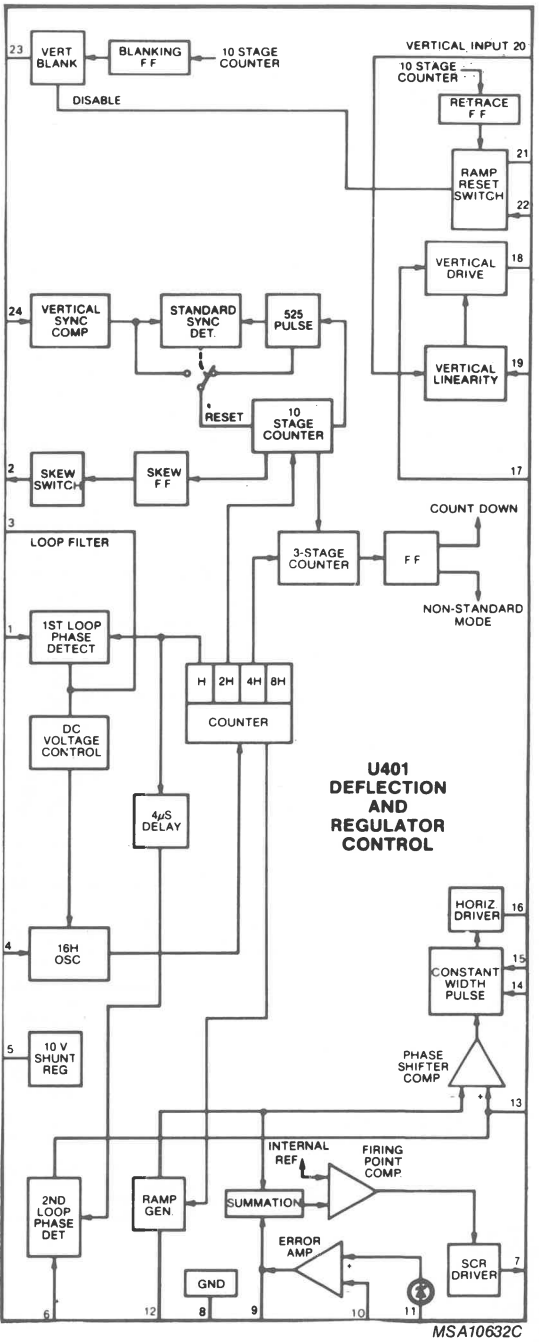 23
VERT
BLANK
BLANKING
F F
10 STAGE
COUNTER
DISABLE
VERTICAL INPUT 20
10 STAGE
COUNTER
RETRACE
F F
RAMP
RESET
SWITCH
21
22
VERTICAL
DRIVE
18
24
VERTICAL
SYNC
COMP
STANDARD
SYNC
DET.
525
PULSE
VERTICAL
LINEARITY
19
RESET
10
STAGE
COUNTER
2
SKEW
SWITCH
SKEW
F F
17
3
LOOP FILTER
3-STAGE
COUNTER
F F
COUNT DOWN
NON-STANDARD
MODE
1
1ST LOOP
PHASE
DETECT
H 2H 4H 8H
COUNTER
DC
VOLTAGE
CONTROL
4μS
DELAY
U401
DEFLECTION
AND
REGULATOR
CONTROL
4
16H
OSC
HORIZ
DRIVER
16
CONSTANT
WIDTH
PULSE
15
14
5
10 V
SHUNT
REG
PHASE
SHIFTER
COMP
-
+
13
2ND
LOOP
PHASE
DET
RAMP
GEN.
INTERNAL
REF
FIRING
POINT
COMP.
SUMMATION
ERROR
AMP
+
-
SCR
DRIVER
7
GND
6
12
8
9
10
11
MSA10632C